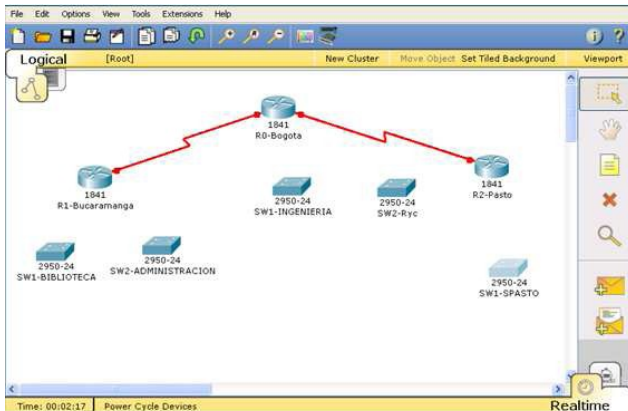 File Edit Options View Tools Extensions Help
Logical [Root] New Cluster Move Object Set Tiled Background Viewport
1841
R0-Bogota
1841
R1-Bucaramanga
1841
R2-Pasto
2950-24
SW1-INGENIERIA
2950-24
SW2-Ryc
2950-24
SW1-BIBLIOTECA
2950-24
SW2-ADMINISTRACION
2950-24
SW1-SPASTO
Time: 00:02:17 Power Cycle Devices Realtime